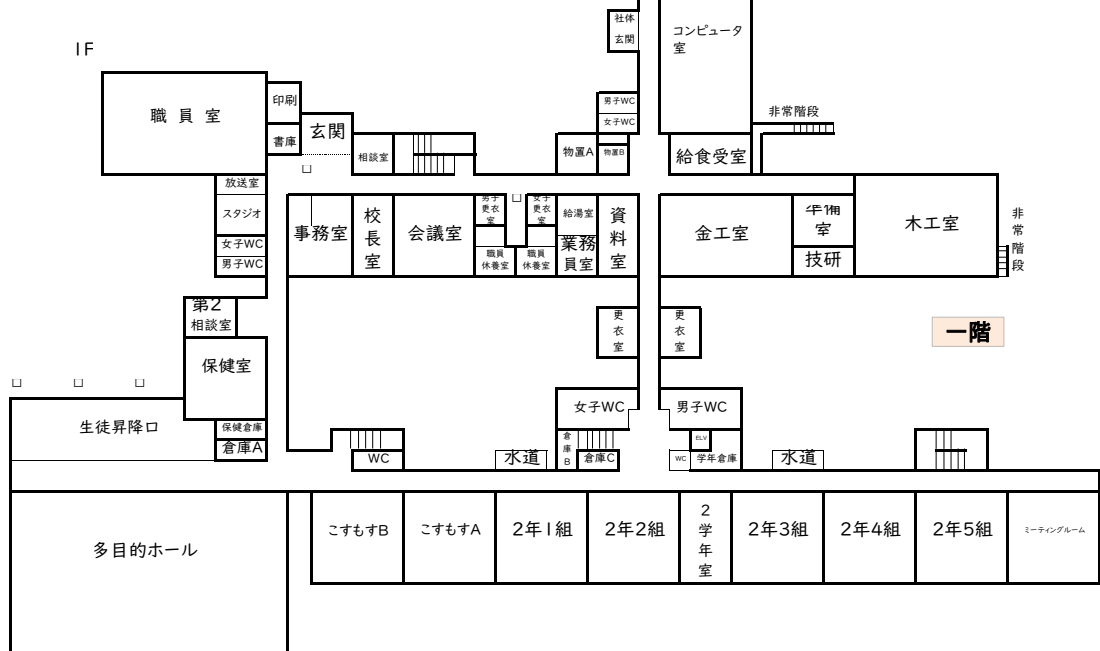 1F
社体
玄関
コンピュータ
室
職 員 室
印刷
書庫
玄関
相談室
男子WC
女子WC
物置A
物置B
給食受室
非常階段
放送室
スタジオ
女子WC
男子WC
事務室
校
長
室
会議室
男子
更衣
室
女子
更衣
室
職員
休養室
職員
休養室
給湯室
業務
員室
資
料
室
金工室
準備
室
技研
木工室
非
常
階
段
第2
相談室
保健室
更
衣
室
更
衣
室
一階
生徒昇降口
保健倉庫
倉庫A
女子WC
男子WC
WC
水道
倉
庫
B
倉庫C
ELV
WC
学年倉庫
水道
多目的ホール
こすもすB
こすもすA
2年1組
2年2組
2
学
年
室
2年3組
2年4組
2年5組
ミーティングルーム